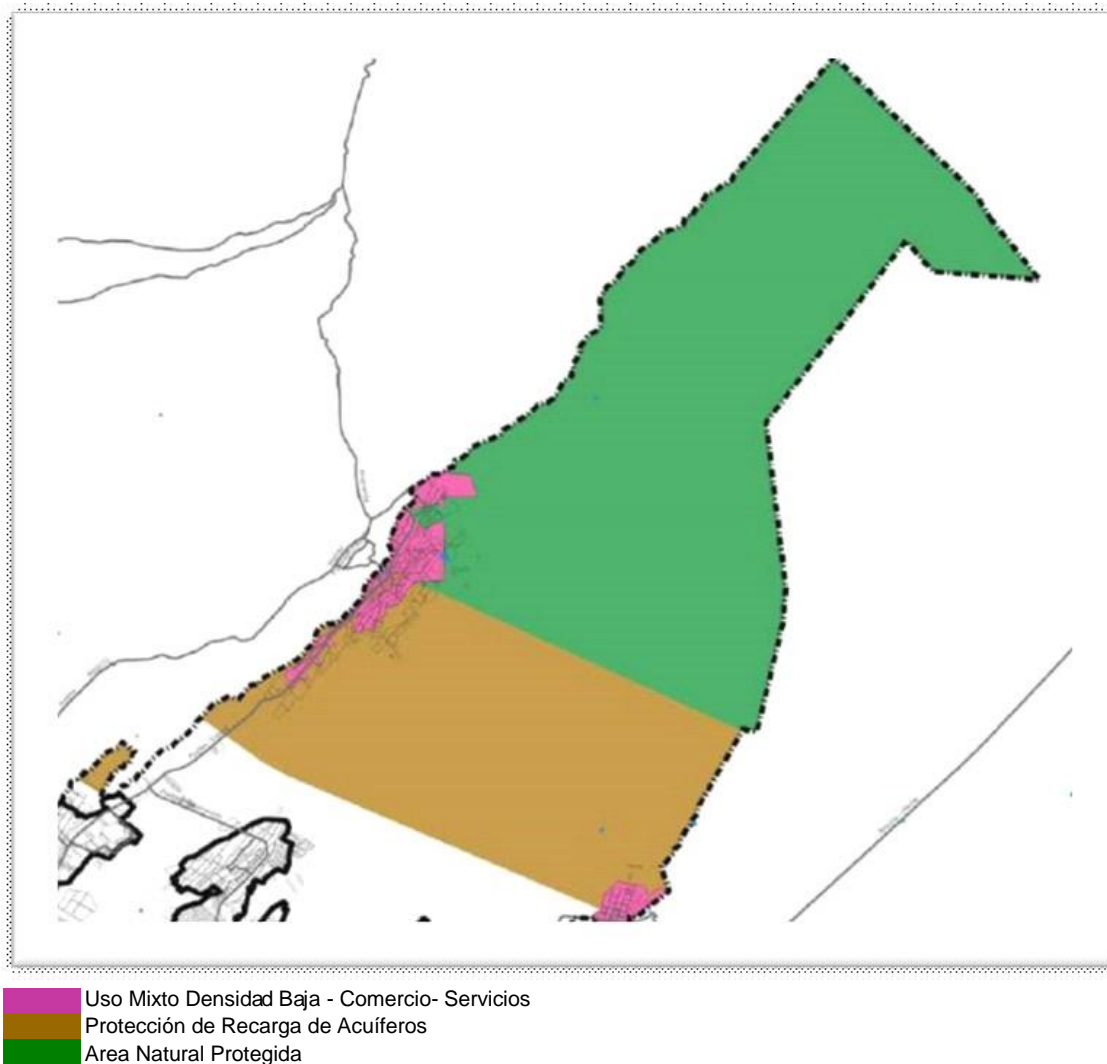 Uso Mixto Densidad Baja - Comercio- Servicios
Protección de Recarga de Acuíferos
Area Natural Protegida